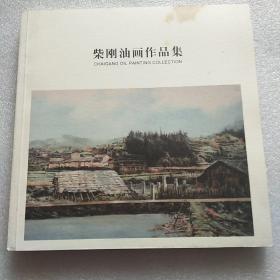 柴刚油画作品集
CHAIGANG OIL PAINTING COLLECTION